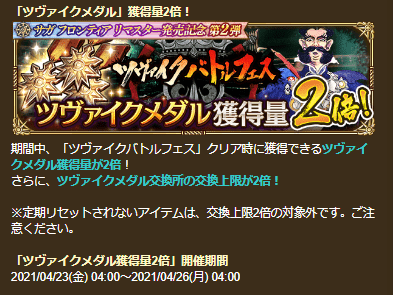 「ツヴァイクメダル」獲得量2倍！
サガ フロンティア リマスター発売記念 第2弾
ツヴァイクバトルフェス
ツヴァイクメダル獲得量2倍!
期間中、「ツヴァイクバトルフェス」クリア時に獲得できるツヴァイ
クメダル獲得量が2倍！
さらに、ツヴァイクメダル交換所の交換上限が2倍！
※定期リセットされないアイテムは、交換上限2倍の対象外です。ご注
意ください。
「ツヴァイクメダル獲得量2倍」開催期間
2021/04/23(金) 04:00～2021/04/26(月) 04:00